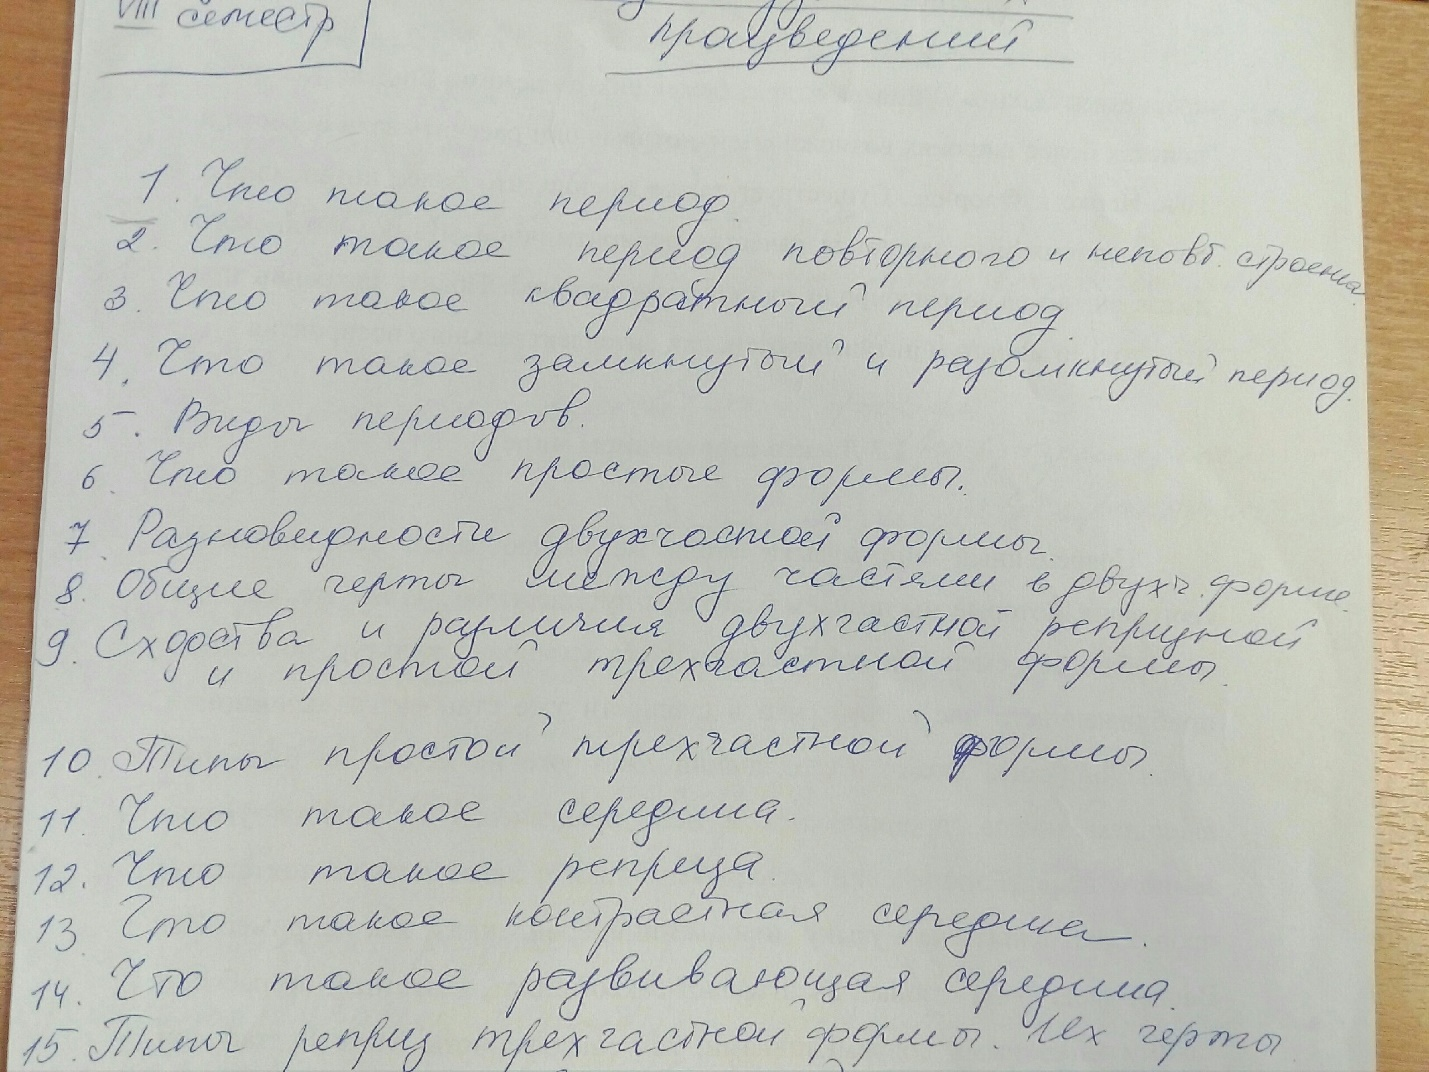 VIII семестр
произведений
1. Что такое период.
2. Что такое период повторного и неповт. строения
3. Что такое квадратный период
4. Что такое замкнутый и разомкнутый период.
5. Виды периодов.
6. Что такое простые формы.
7. Разновидности двухчастной формы.
8. Общие черты между частями в двухч. форме.
9. Сходства и различия двухчастной репризной
и простой трехчастной формы.
10. Типы простой трехчастной формы.
11. Что такое середина.
12. Что такое реприза.
13. Что такое контрастная середина.
14. Что такое развивающая середина.
15. Типы реприз трехчастной формы. Их черты